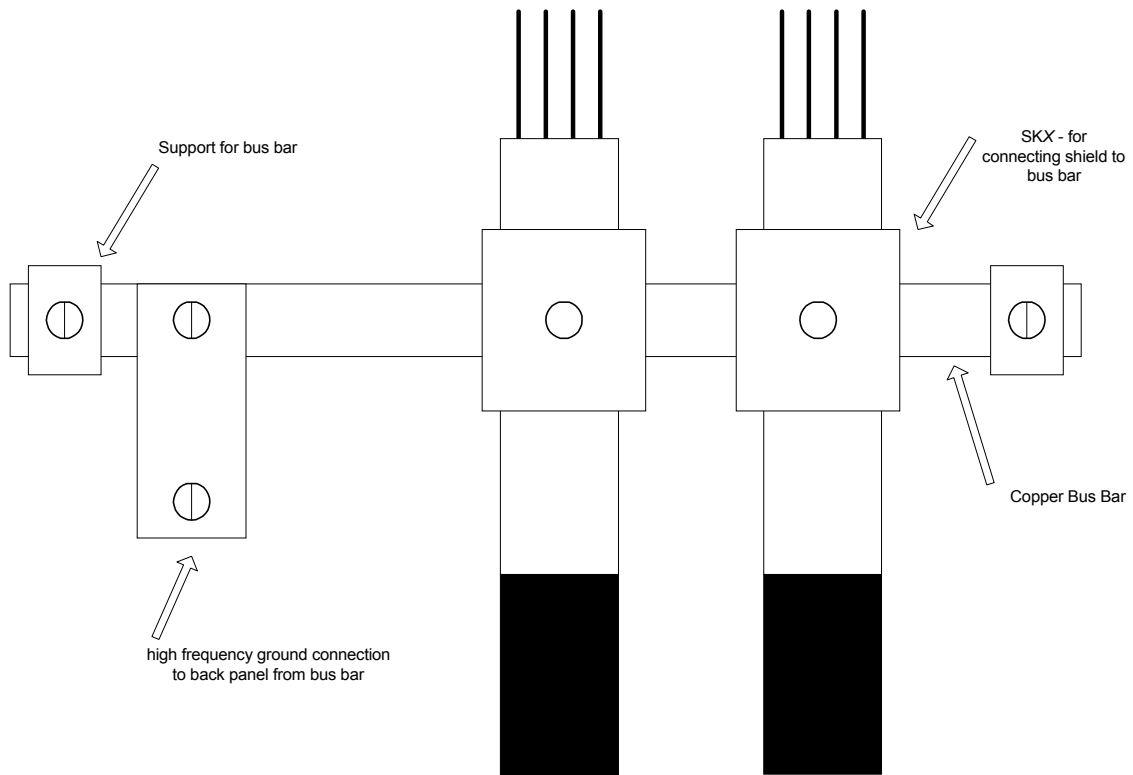 Support for bus bar
SKX - for
connecting shield to
bus bar
Copper Bus Bar
high frequency ground connection
to back panel from bus bar